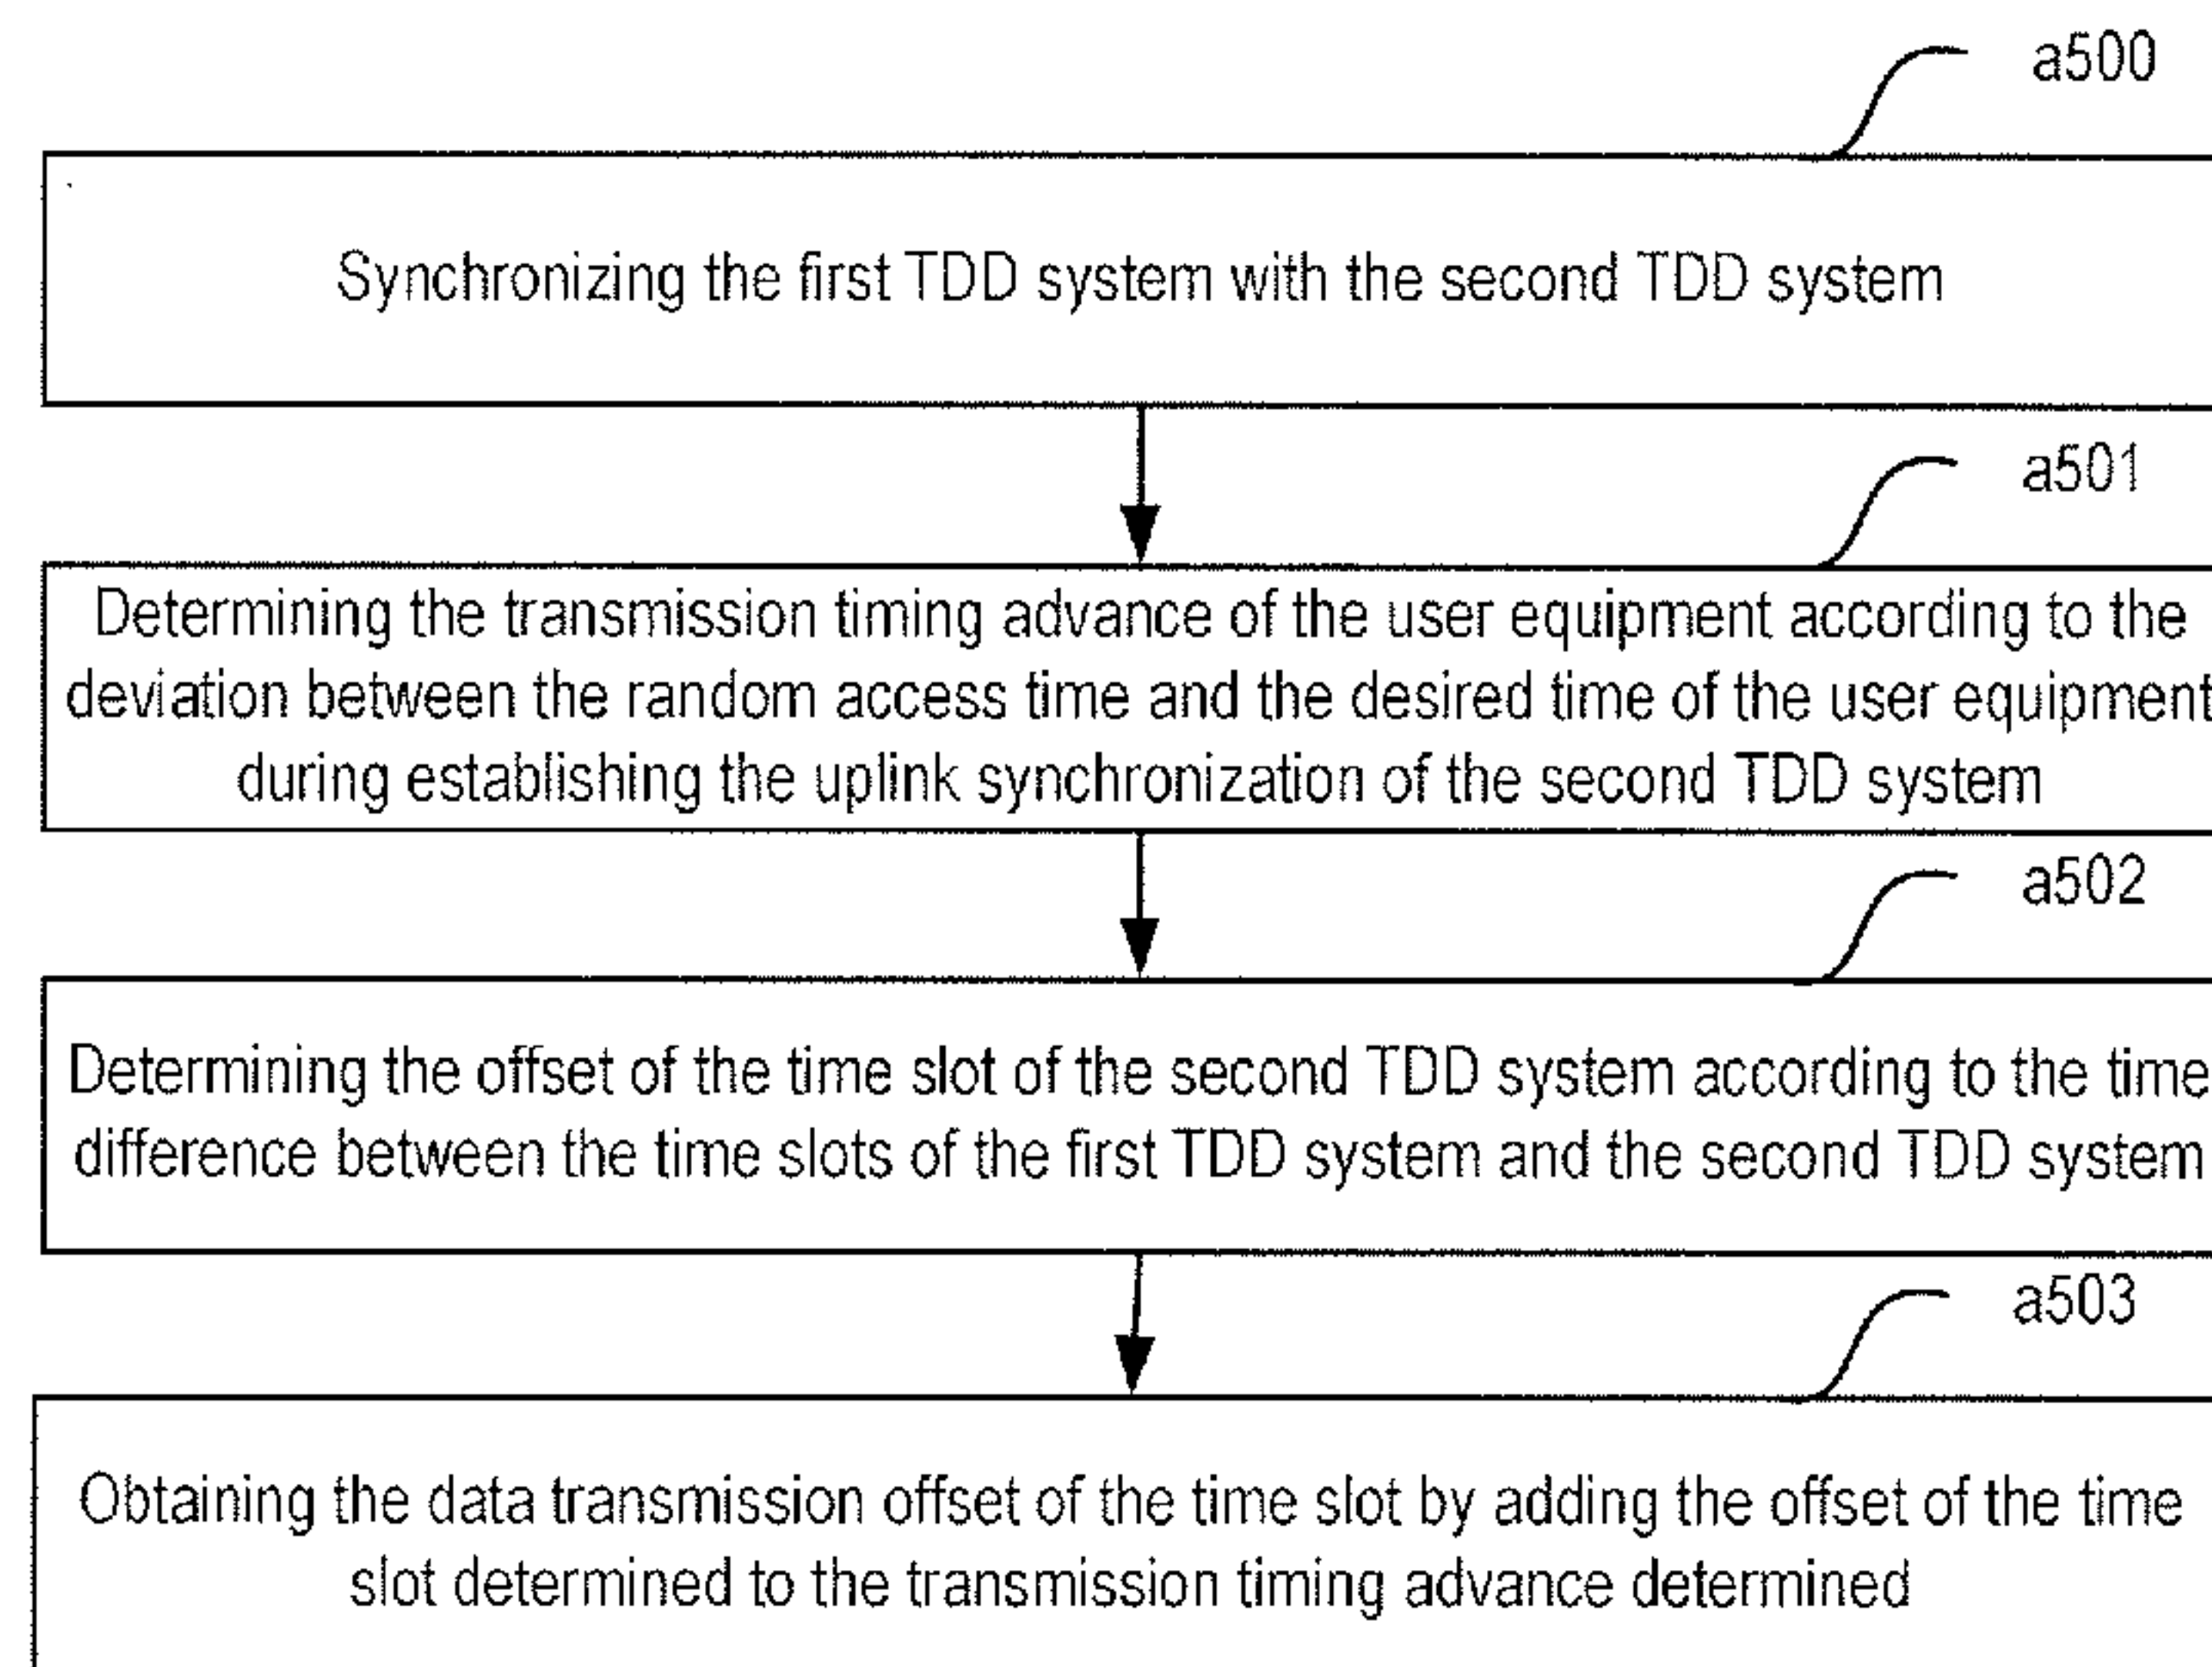 a500
Synchronizing the first TDD system with the second TDD system
a501
Determining the transmission timing advance of the user equipment according to the
deviation between the random access time and the desired time of the user equipment
during establishing the uplink synchronization of the second TDD system
a502
Determining the offset of the time slot of the second TDD system according to the time
difference between the time slots of the first TDD system and the second TDD system
a503
Obtaining the data transmission offset of the time slot by adding the offset of the time
slot determined to the transmission timing advance determined